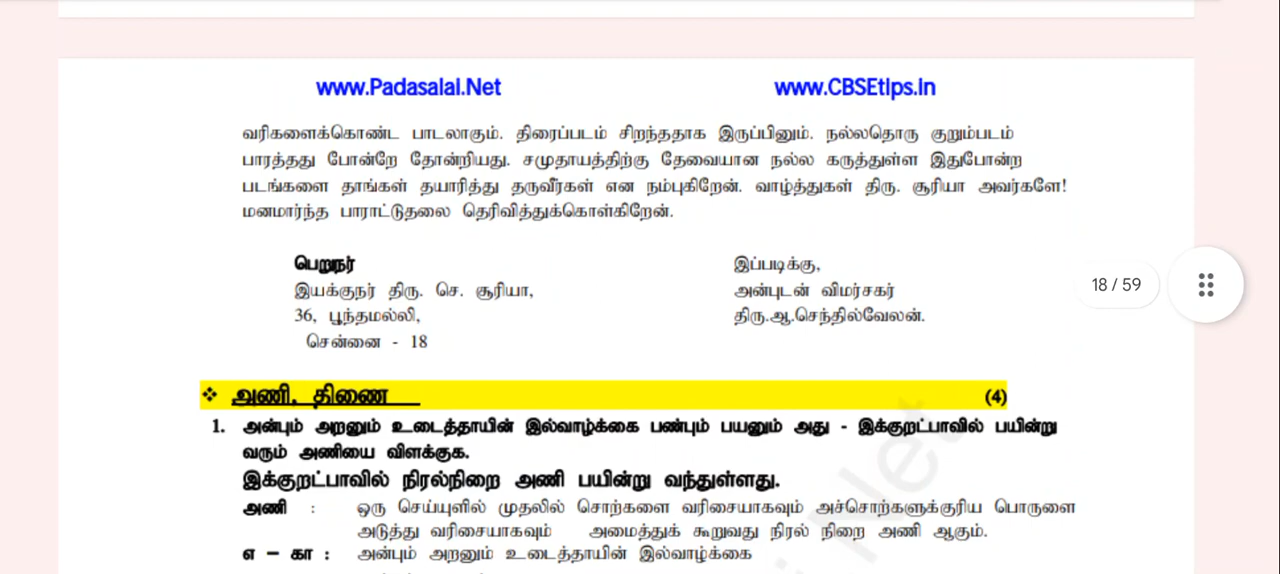 www.Padasalai.Net www.CBSEtips.in
வரிகளைக்கொண்ட பாடலாகும். திரைப்படம் சிறந்ததாக இருப்பினும். நல்லதொரு குறும்படம்
பாரத்தது போன்றே தோன்றியது. சமுதாயத்திற்கு தேவையான நல்ல கருத்துள்ள இதுபோன்ற
படங்களை தாங்கள் தயாரித்து தருவீர்கள் என நம்புகிறேன். வாழ்த்துகள் திரு. சூரியா அவர்களே!
மனமார்ந்த பாராட்டுதலை தெரிவித்துக்கொள்கிறேன்.
பெறுநர்
இயக்குநர் திரு. செ. சூரியா,
36, பூந்தமல்லி,
சென்னை - 18
இப்படிக்கு,
அன்புடன் விமர்சகர்
திரு.ஆ.செந்தில்வேலன்.
18 / 59
❖ அணி, திணை (4)
1. அன்பும் அறனும் உடைத்தாயின் இல்வாழ்க்கை பண்பும் பயனும் அது - இக்குறட்பாவில் பயின்று
வரும் அணியை விளக்குக.
இக்குறட்பாவில் நிரல்நிறை அணி பயின்று வந்துள்ளது.
அணி : ஒரு செய்யுளில் முதலில் சொற்களை வரிசையாகவும் அச்சொற்களுக்குரிய பொருளை
அடுத்து வரிசையாகவும் அமைத்துக் கூறுவது நிரல் நிறை அணி ஆகும்.
எ – கா : அன்பும் அறனும் உடைத்தாயின் இல்வாழ்க்கை